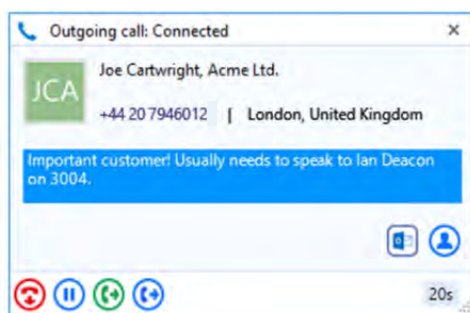 Outgoing call: Connected
JCA
Joe Cartwright, Acme Ltd.
+44 20 7946012 | London, United Kingdom
Important customer! Usually needs to speak to Ian Deacon
on 3004.
20s